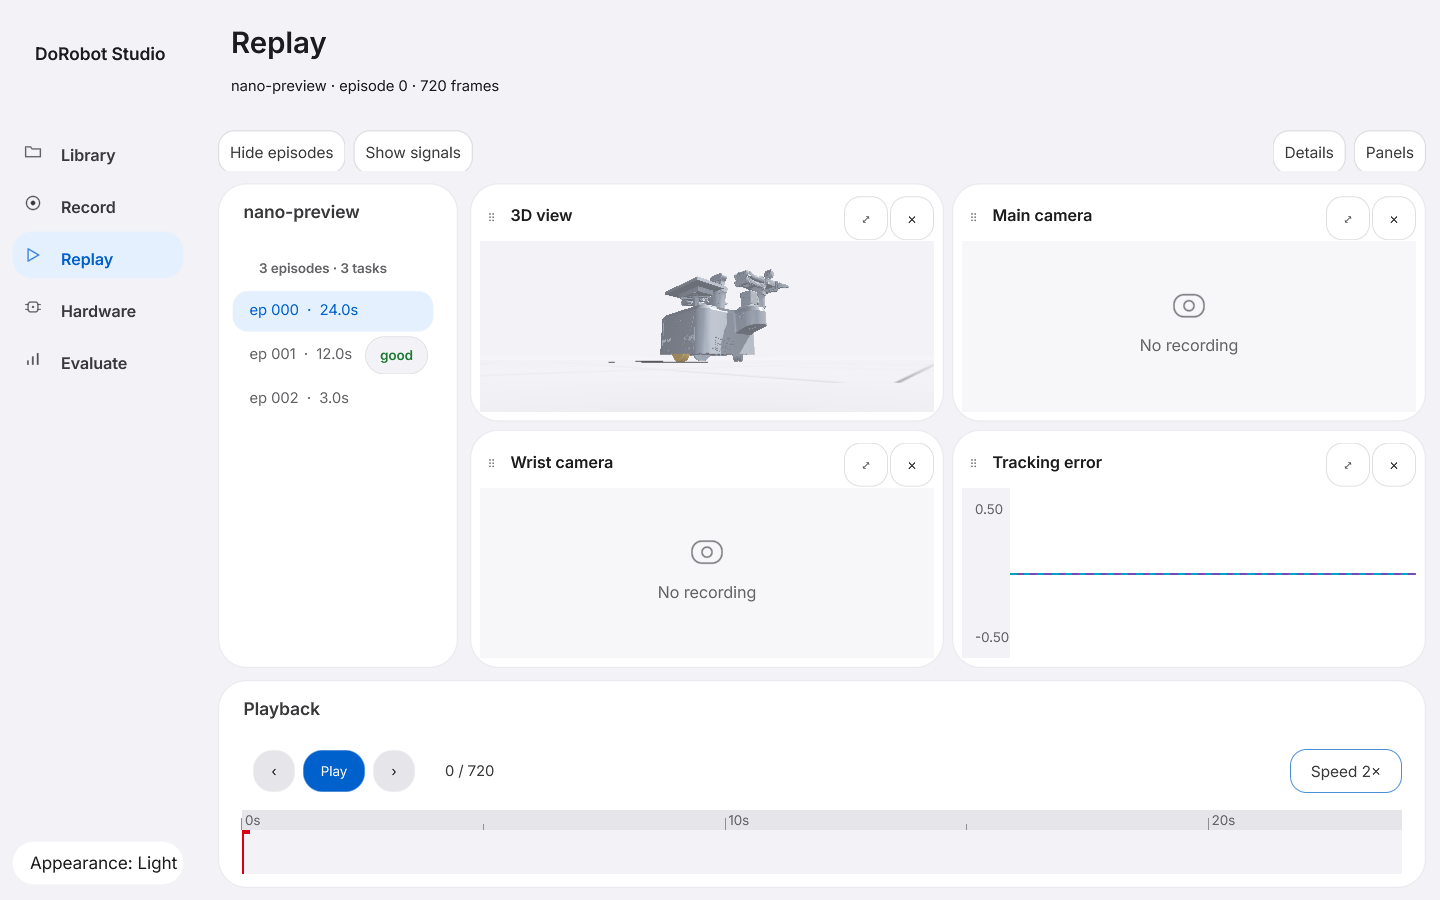 DoRobot Studio
Library
Record
Replay
Hardware
Evaluate
Appearance: Light
Replay
nano-preview · episode 0 · 720 frames
Hide episodes
Show signals
Details
Panels
nano-preview
3 episodes · 3 tasks
ep 000 · 24.0s
ep 001 · 12.0s
good
ep 002 · 3.0s
3D view
Main camera
No recording
Wrist camera
No recording
Tracking error
0.50
-0.50
Playback
‹
Play
›
0 / 720
Speed 2×
0s
10s
20s